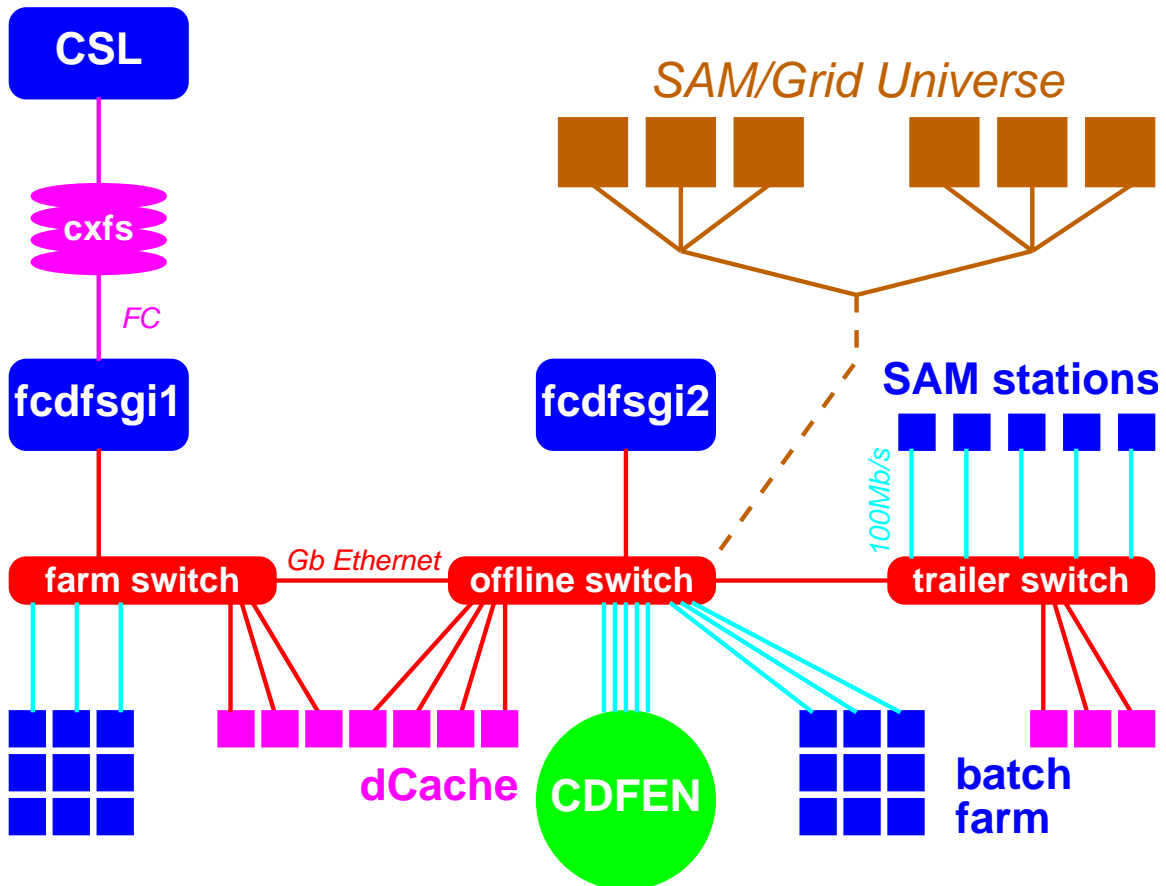 CSL
SAM/Grid Universe
cxfs
FC
fcdfsgi1
fcdfsgi2
SAM stations
100Mb/s
farm switch
Gb Ethernet
offline switch
trailer switch
dCache
CDFEN
batch
farm